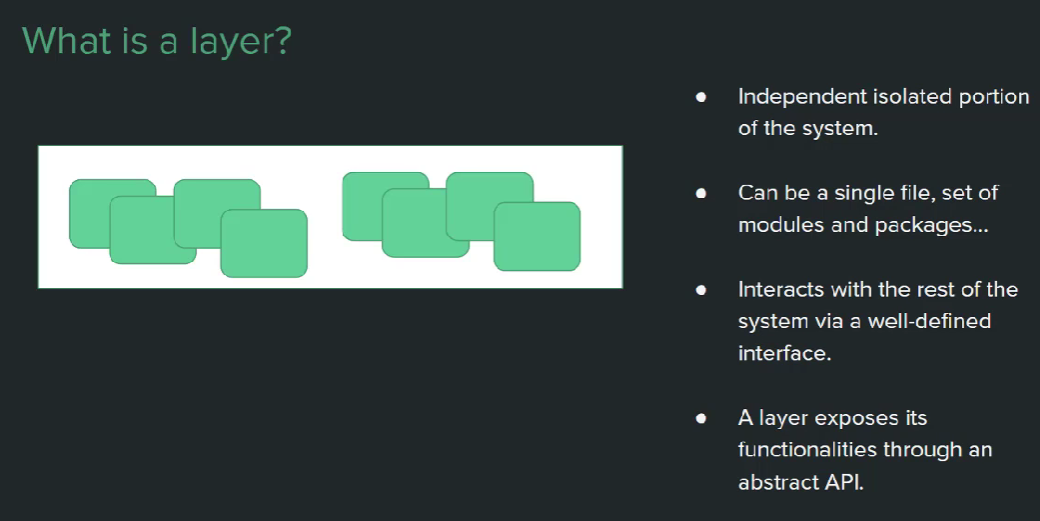 What is a layer?
● Independent isolated portion
of the system.
● Can be a single file, set of
modules and packages...
● Interacts with the rest of the
system via a well-defined
interface.
● A layer exposes its
functionalities through an
abstract API.